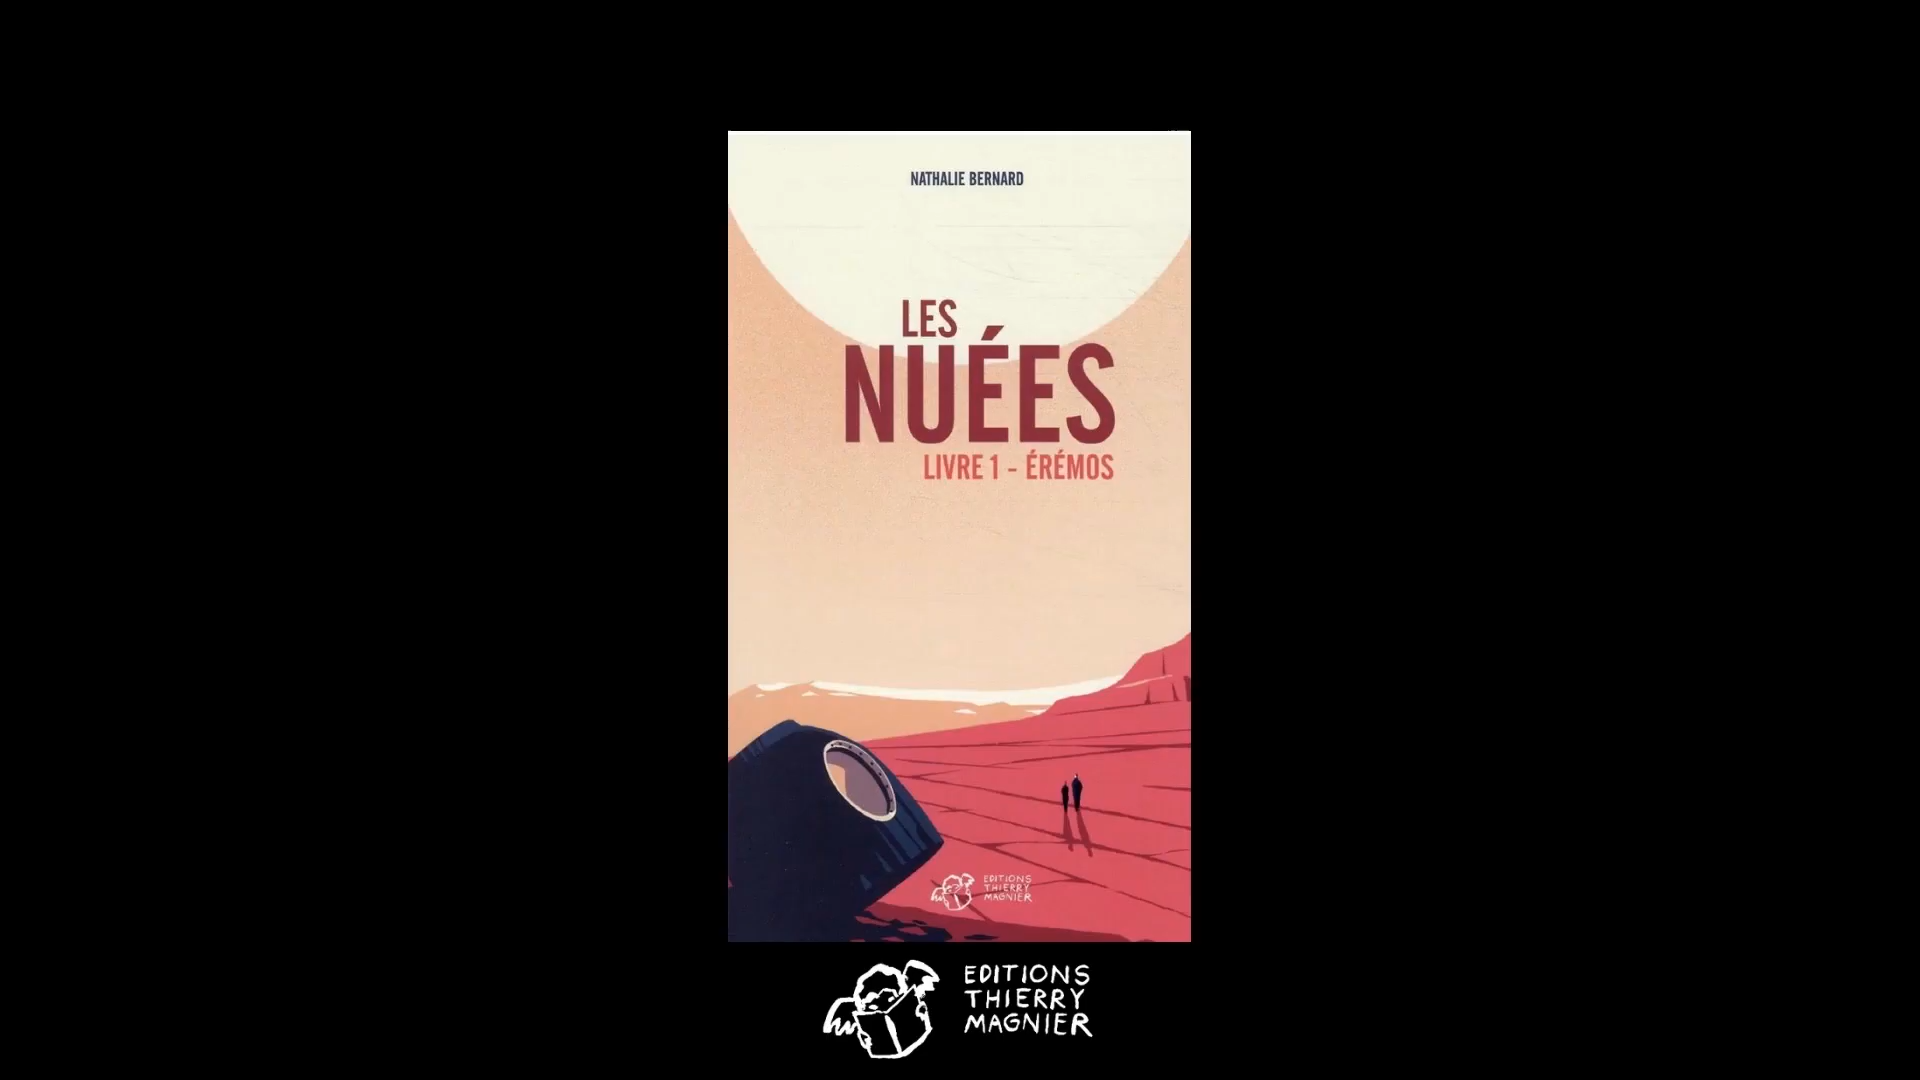 NATHALIE BERNARD
LES
NUÉES
LIVRE 1 - ÉRÉMOS
EDITIONS
THIERRY
MAGNIER
EDITIONS
THIERRY
MAGNIER